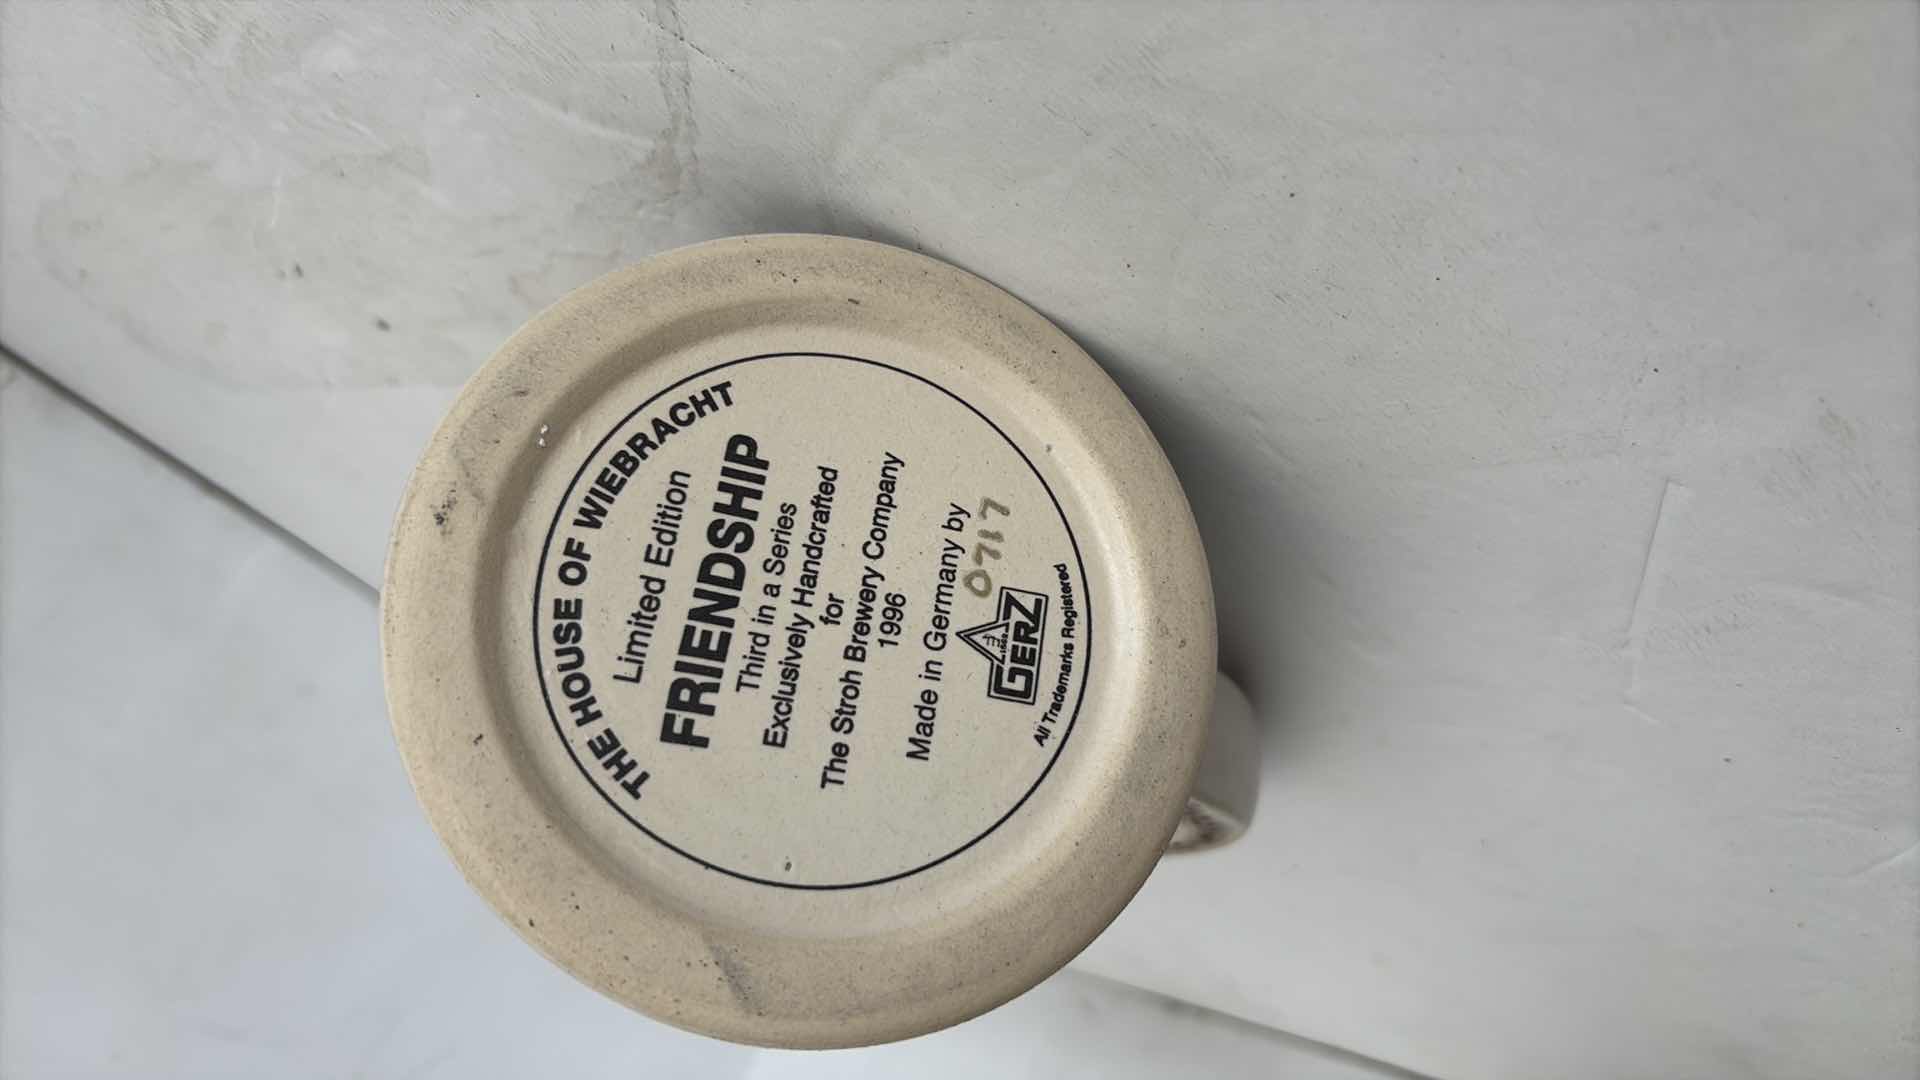 THE HOUSE OF WIEBRACHT
Limited Edition
FRIENDSHIP
Third in a Series
Exclusively Handcrafted
for
The Stroh Brewery Company
1996
Made in Germany by
0717
1569
GERZ
All Trademarks Registered